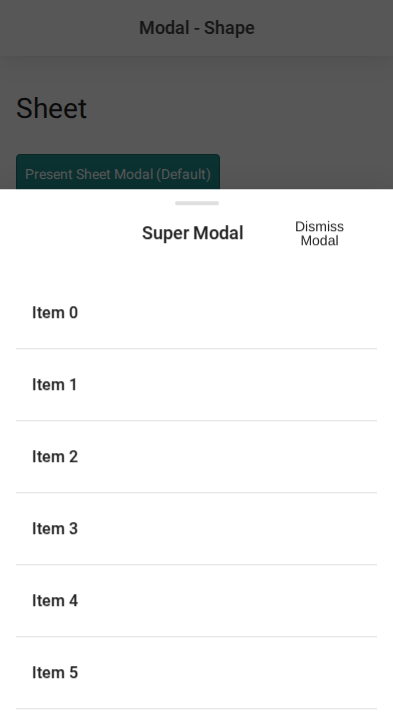 Modal - Shape
Sheet
Present Sheet Modal (Default)
Super Modal
Dismiss
Modal
Item 0
Item 1
Item 2
Item 3
Item 4
Item 5